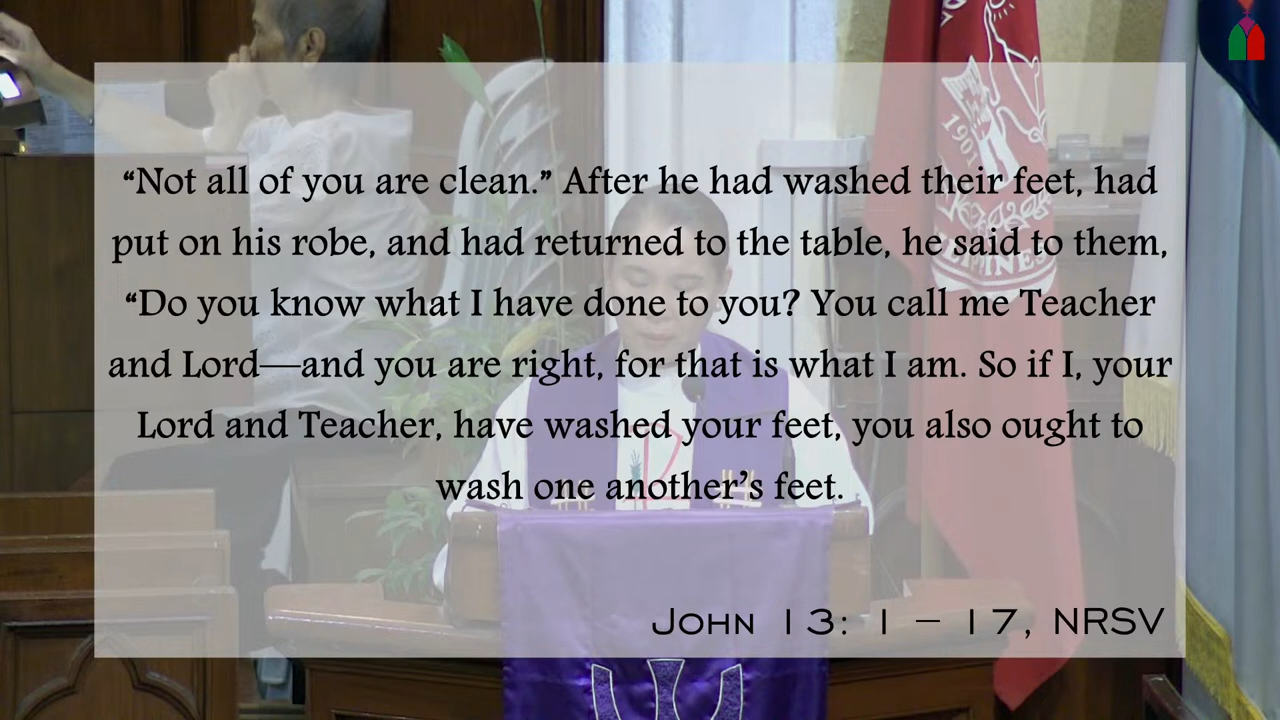 “Not all of you are clean.” After he had washed their feet, had
put on his robe, and had returned to the table, he said to them,
“Do you know what I have done to you? You call me Teacher
and Lord—and you are right, for that is what I am. So if I, your
Lord and Teacher, have washed your feet, you also ought to
wash one another’s feet.
John 13: 1 – 17, NRSV
1901